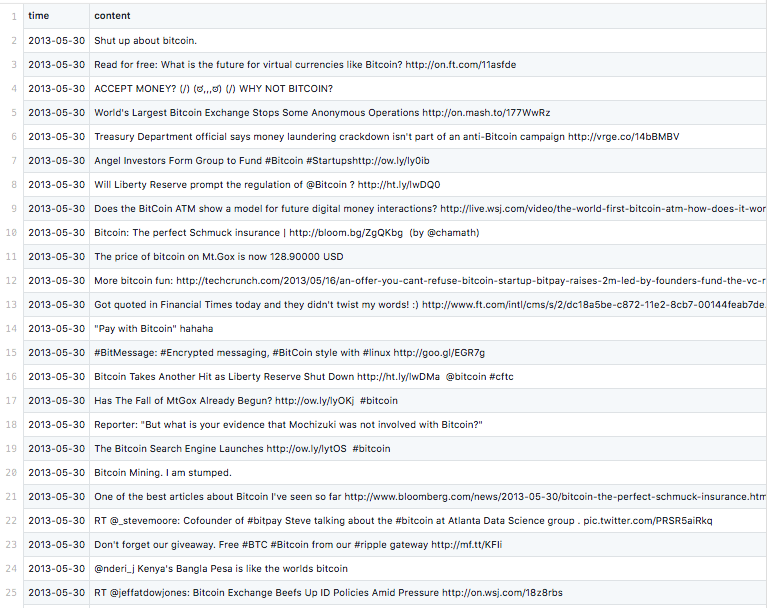 1 time content
2 2013-05-30 Shut up about bitcoin.
3 2013-05-30 Read for free: What is the future for virtual currencies like Bitcoin? http://on.ft.com/11asfde
4 2013-05-30 ACCEPT MONEY? (/) (ಠ,,,ಠ) (/) WHY NOT BITCOIN?
5 2013-05-30 World's Largest Bitcoin Exchange Stops Some Anonymous Operations http://on.mash.to/177WwRz
6 2013-05-30 Treasury Department official says money laundering crackdown isn't part of an anti-Bitcoin campaign http://vrge.co/14bBMBV
7 2013-05-30 Angel Investors Form Group to Fund #Bitcoin #Startupshttp://ow.ly/ly0ib
8 2013-05-30 Will Liberty Reserve prompt the regulation of @Bitcoin ? http://ht.ly/lwDQ0
9 2013-05-30 Does the BitCoin ATM show a model for future digital money interactions? http://live.wsj.com/video/the-world-first-bitcoin-atm-how-does-it-wor
10 2013-05-30 Bitcoin: The perfect Schmuck insurance | http://bloom.bg/ZgQKbg (by @chamath)
11 2013-05-30 The price of bitcoin on Mt.Gox is now 128.90000 USD
12 2013-05-30 More bitcoin fun: http://techcrunch.com/2013/05/16/an-offer-you-cant-refuse-bitcoin-startup-bitpay-raises-2m-led-by-founders-fund-the-vc-r
13 2013-05-30 Got quoted in Financial Times today and they didn't twist my words! :) http://www.ft.com/intl/cms/s/2/dc18a5be-c872-11e2-8cb7-00144feab7de.
14 2013-05-30 "Pay with Bitcoin" hahaha
15 2013-05-30 #BitMessage: #Encrypted messaging, #BitCoin style with #linux http://goo.gl/EGR7g
16 2013-05-30 Bitcoin Takes Another Hit as Liberty Reserve Shut Down http://ht.ly/lwDMa @bitcoin #cftc
17 2013-05-30 Has The Fall of MtGox Already Begun? http://ow.ly/lyOKj #bitcoin
18 2013-05-30 Reporter: "But what is your evidence that Mochizuki was not involved with Bitcoin?"
19 2013-05-30 The Bitcoin Search Engine Launches http://ow.ly/lytOS #bitcoin
20 2013-05-30 Bitcoin Mining. I am stumped.
21 2013-05-30 One of the best articles about Bitcoin I've seen so far http://www.bloomberg.com/news/2013-05-30/bitcoin-the-perfect-schmuck-insurance.htm
22 2013-05-30 RT @_stevemoore: Cofounder of #bitpay Steve talking about the #bitcoin at Atlanta Data Science group . pic.twitter.com/PRSR5aiRkq
23 2013-05-30 Don't forget our giveaway. Free #BTC #Bitcoin from our #ripple gateway http://mf.tt/KFIi
24 2013-05-30 @nderi_j Kenya's Bangla Pesa is like the worlds bitcoin
25 2013-05-30 RT @jeffatdowjones: Bitcoin Exchange Beefs Up ID Policies Amid Pressure http://on.wsj.com/18z8rbs